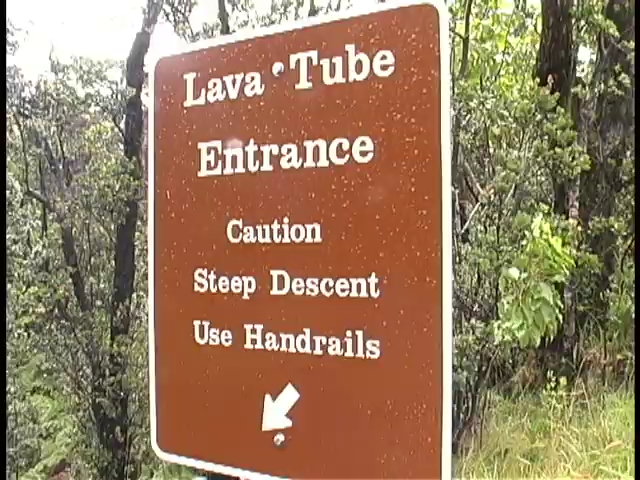 Lava Tube
Entrance
Caution
Steep Descent
Use Handrails